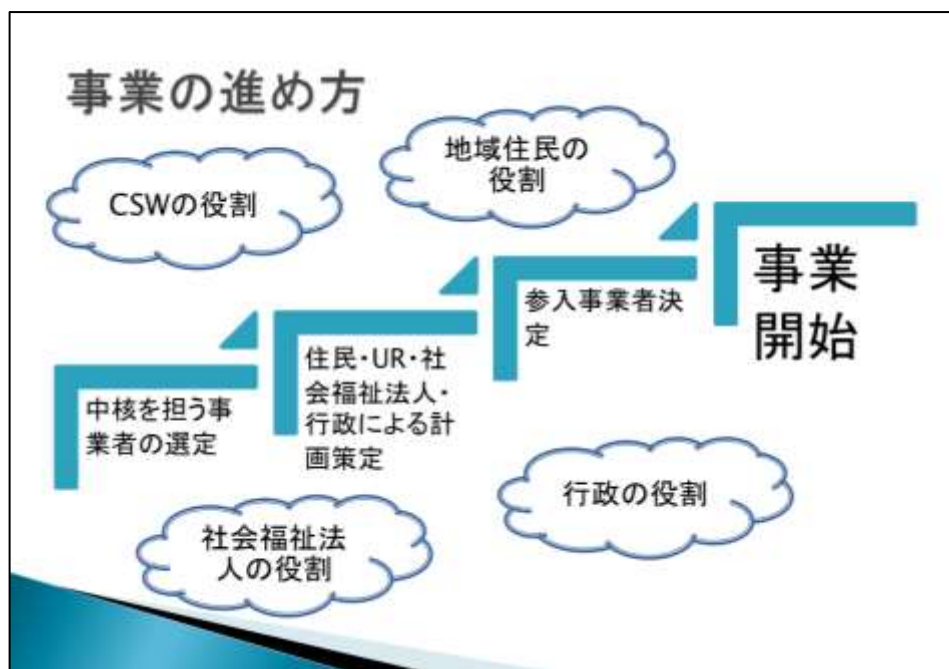 事業の進め方
CSWの役割
地域住民の
役割
中核を担う事
業者の選定
住民・UR・社
会福祉法人・
行政による計
画策定
参入事業者決
定
事業
開始
社会福祉法
人の役割
行政の役割